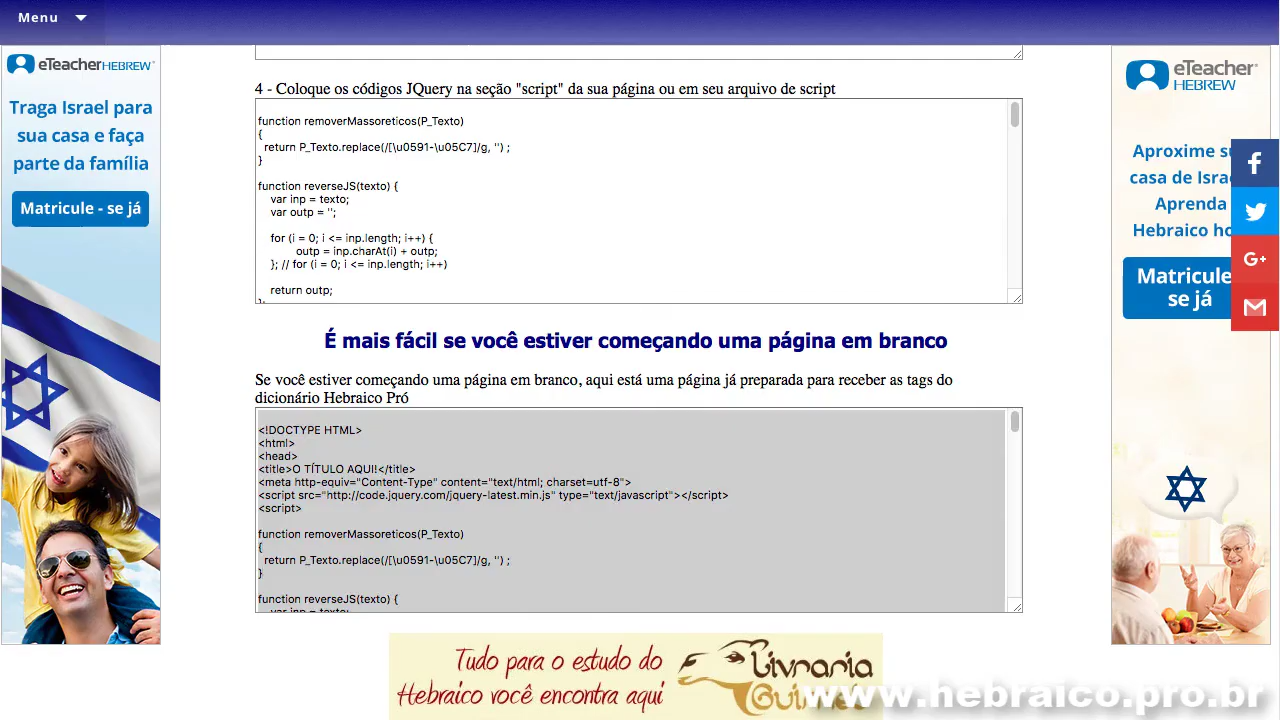 Menu
eTeacher HEBREW
Traga Israel para
sua casa e faça
parte da família
Matricule - se já
4 - Coloque os códigos JQuery na seção "script" da sua página ou em seu arquivo de script
function removerMassoreticos(P_Texto)
{
return P_Texto.replace(/[\u0591-\u05C7]/g, '') ;
}
function reverseJS(texto) {
var inp = texto;
var outp = '';
for (i = 0; i <= inp.length; i++) {
outp = inp.charAt(i) + outp;
}; // for (i = 0; i <= inp.length; i++)
return outp;
É mais fácil se você estiver começando uma página em branco
Se você estiver começando uma página em branco, aqui está uma página já preparada para receber as tags do
dicionário Hebraico Pró
<!DOCTYPE HTML>
<html>
<head>
<title>O TÍTULO AQUI!</title>
<meta http-equiv="Content-Type" content="text/html; charset=utf-8">
<script src="http://code.jquery.com/jquery-latest.min.js" type="text/javascript"></script>
<script>
function removerMassoreticos(P_Texto)
{
return P_Texto.replace(/[\u0591-\u05C7]/g, '') ;
}
function reverseJS(texto) {
eTeacher
HEBREW
Aproxime
casa de
Aprenda
Hebraico
Matricule
se já
Tudo para o estudo do
Hebraico você encontra aqui
Livraria
www.hebraico.pro.br